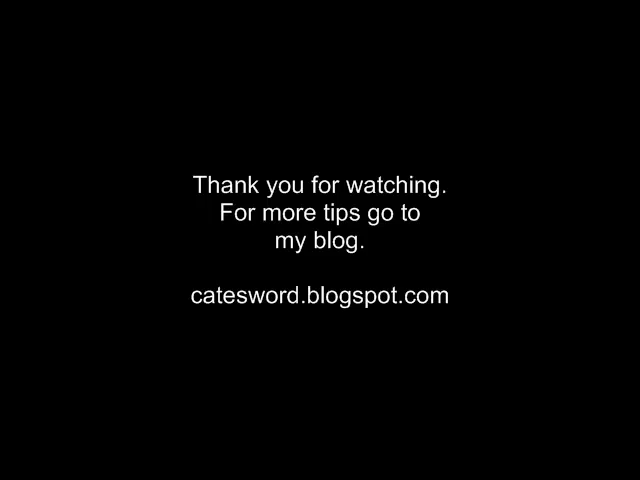 Thank you for watching.
For more tips go to
my blog.
catesword.blogspot.com